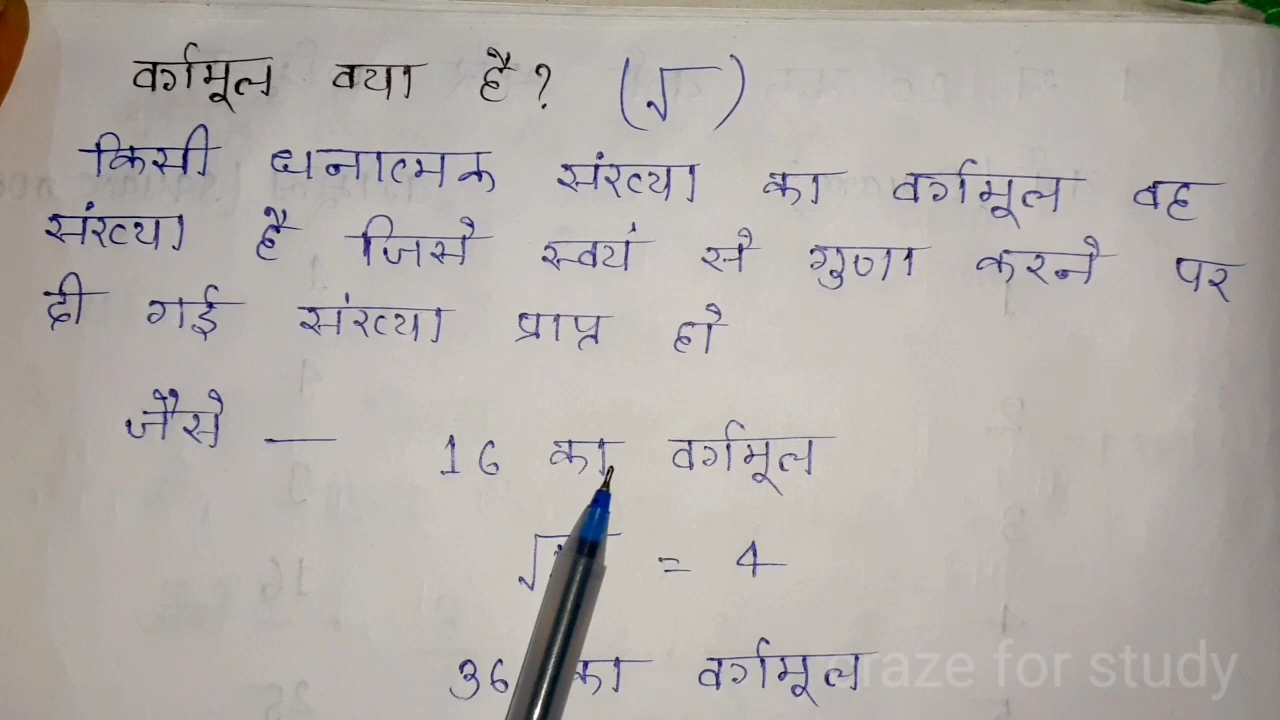 वर्गमूल क्या है? (√)
किसी धनात्मक संख्या का वर्गमूल वह
संख्या है जिसे स्वयं से गुणा करने पर
दी गई संख्या प्राप्त हो
जैसे — 16 का वर्गमूल
√ = 4
36 का वर्गमूल
raze for study